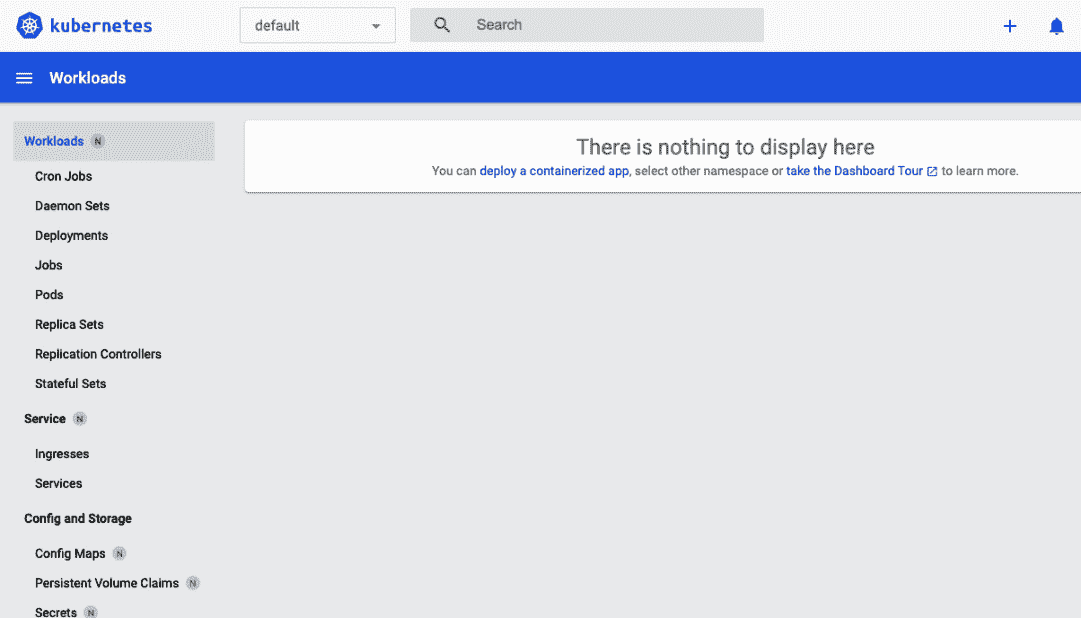 kubernetes
default
Search
Workloads
Workloads N
Cron Jobs
Daemon Sets
Deployments
Jobs
Pods
Replica Sets
Replication Controllers
Stateful Sets
Service N
Ingresses
Services
Config and Storage
Config Maps N
Persistent Volume Claims N
Secrets N
There is nothing to display here
You can deploy a containerized app, select other namespace or take the Dashboard Tour to learn more.